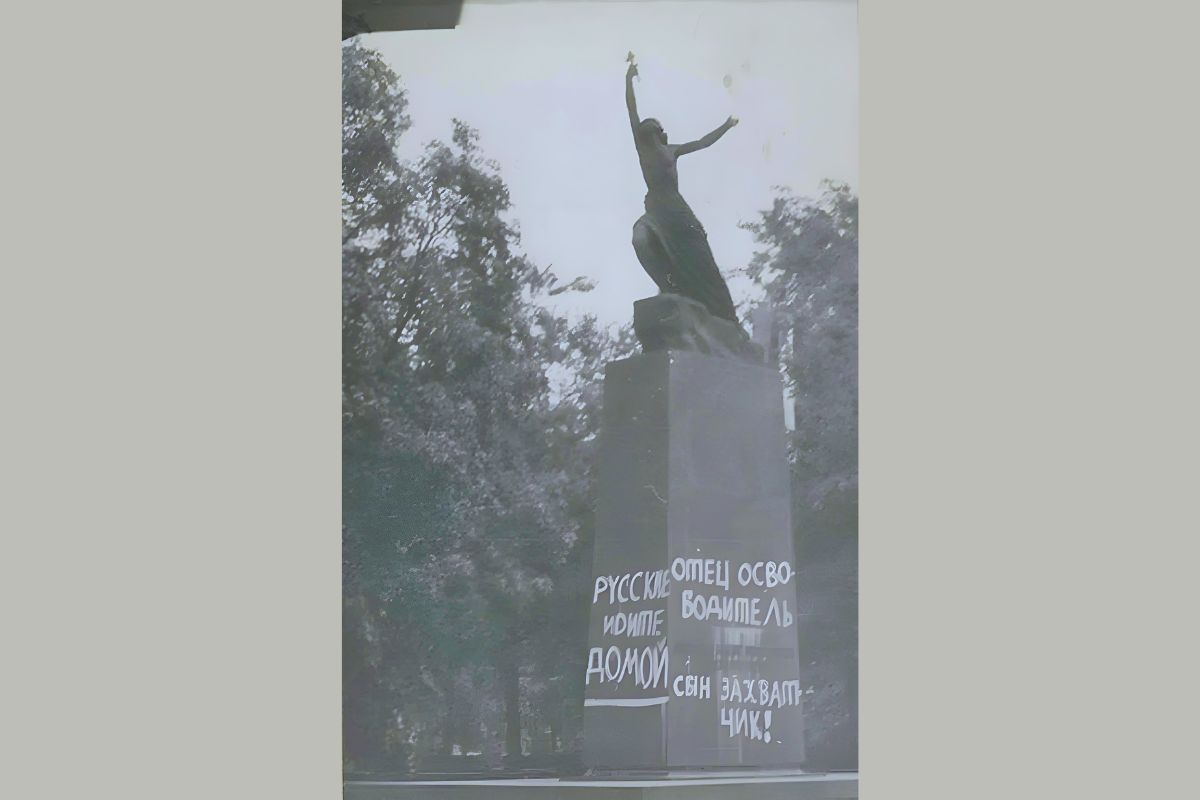 РУССКИЕ
ИДИТЕ
ДОМОЙ
ОТЕЦ ОСВО-
БОДИТЕЛЬ
СЫН ЗАХВАТ-
ЧИК!